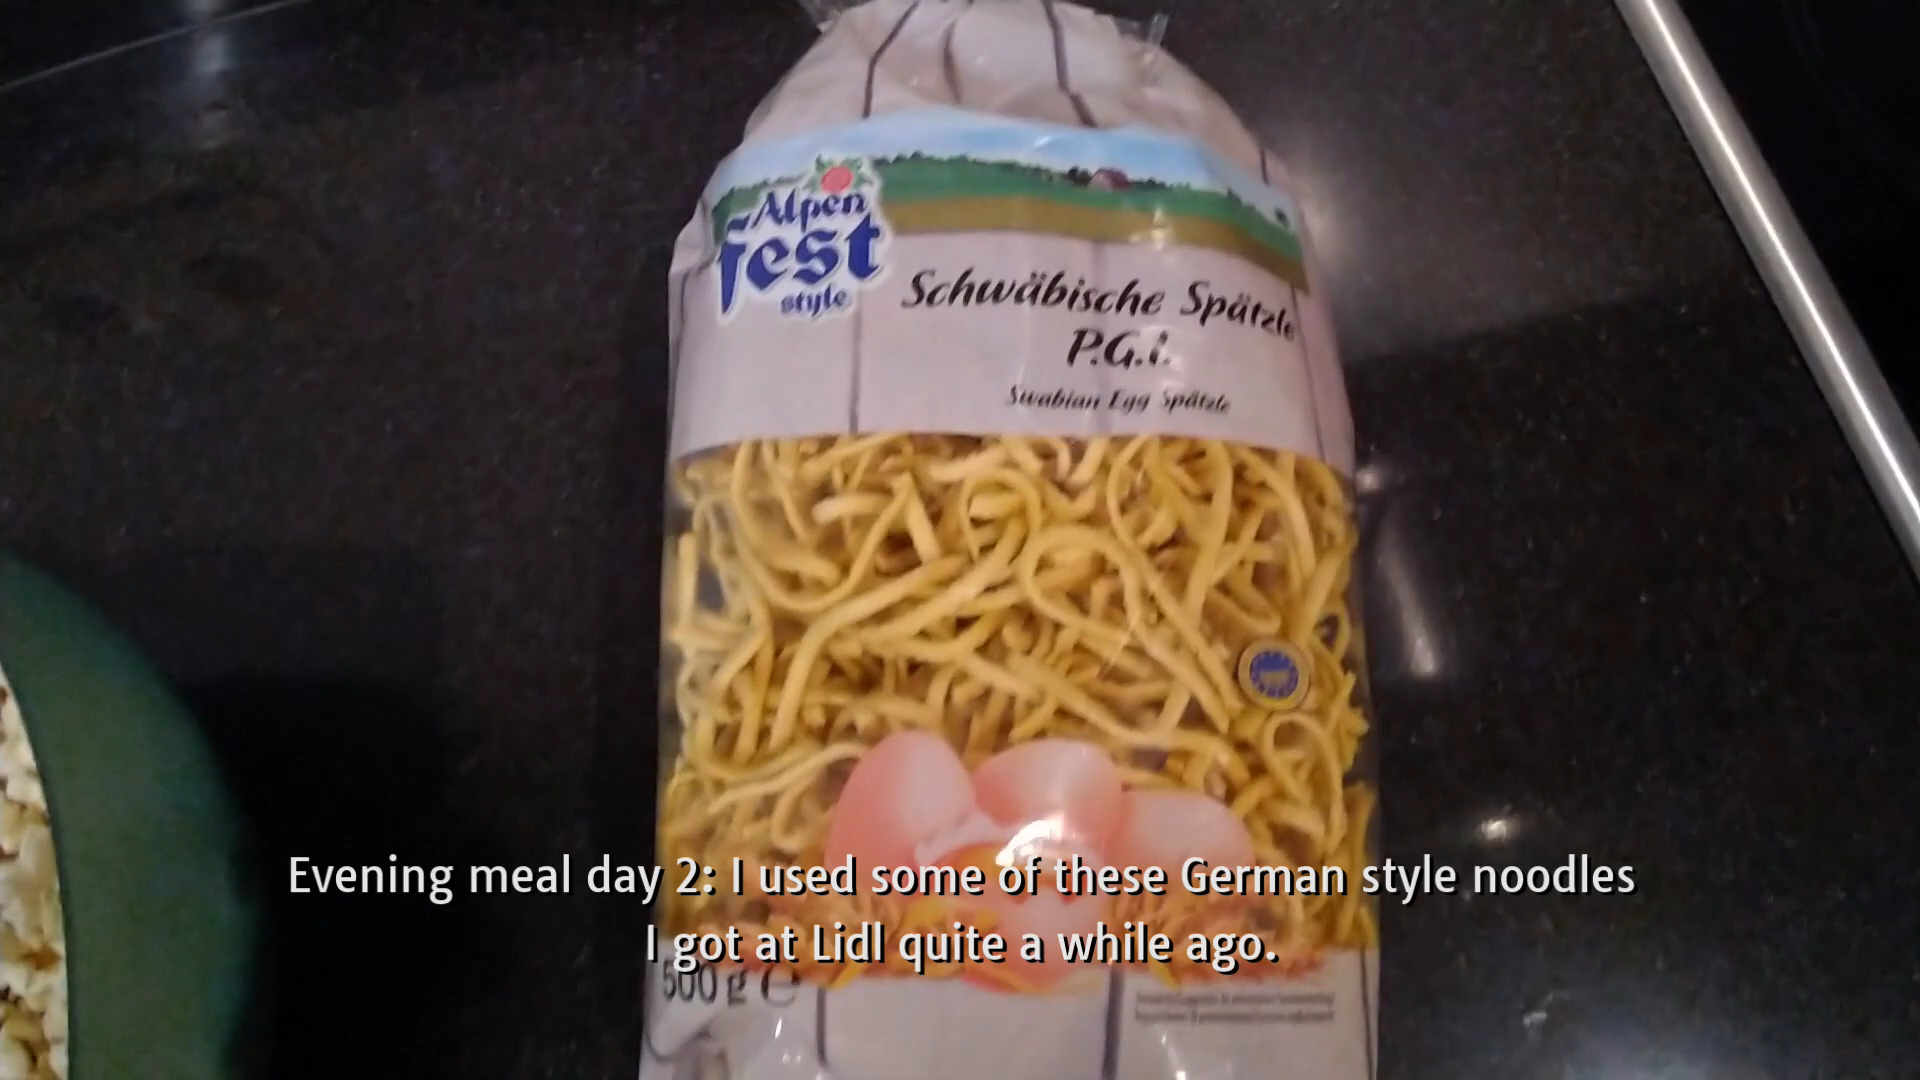 Alpen
fest
style
Schwäbische Spätzle
P.G.I.
Swabian Egg Spätzle
Evening meal day 2: I used some of these German style noodles
I got at Lidl quite a while ago.
500 g e